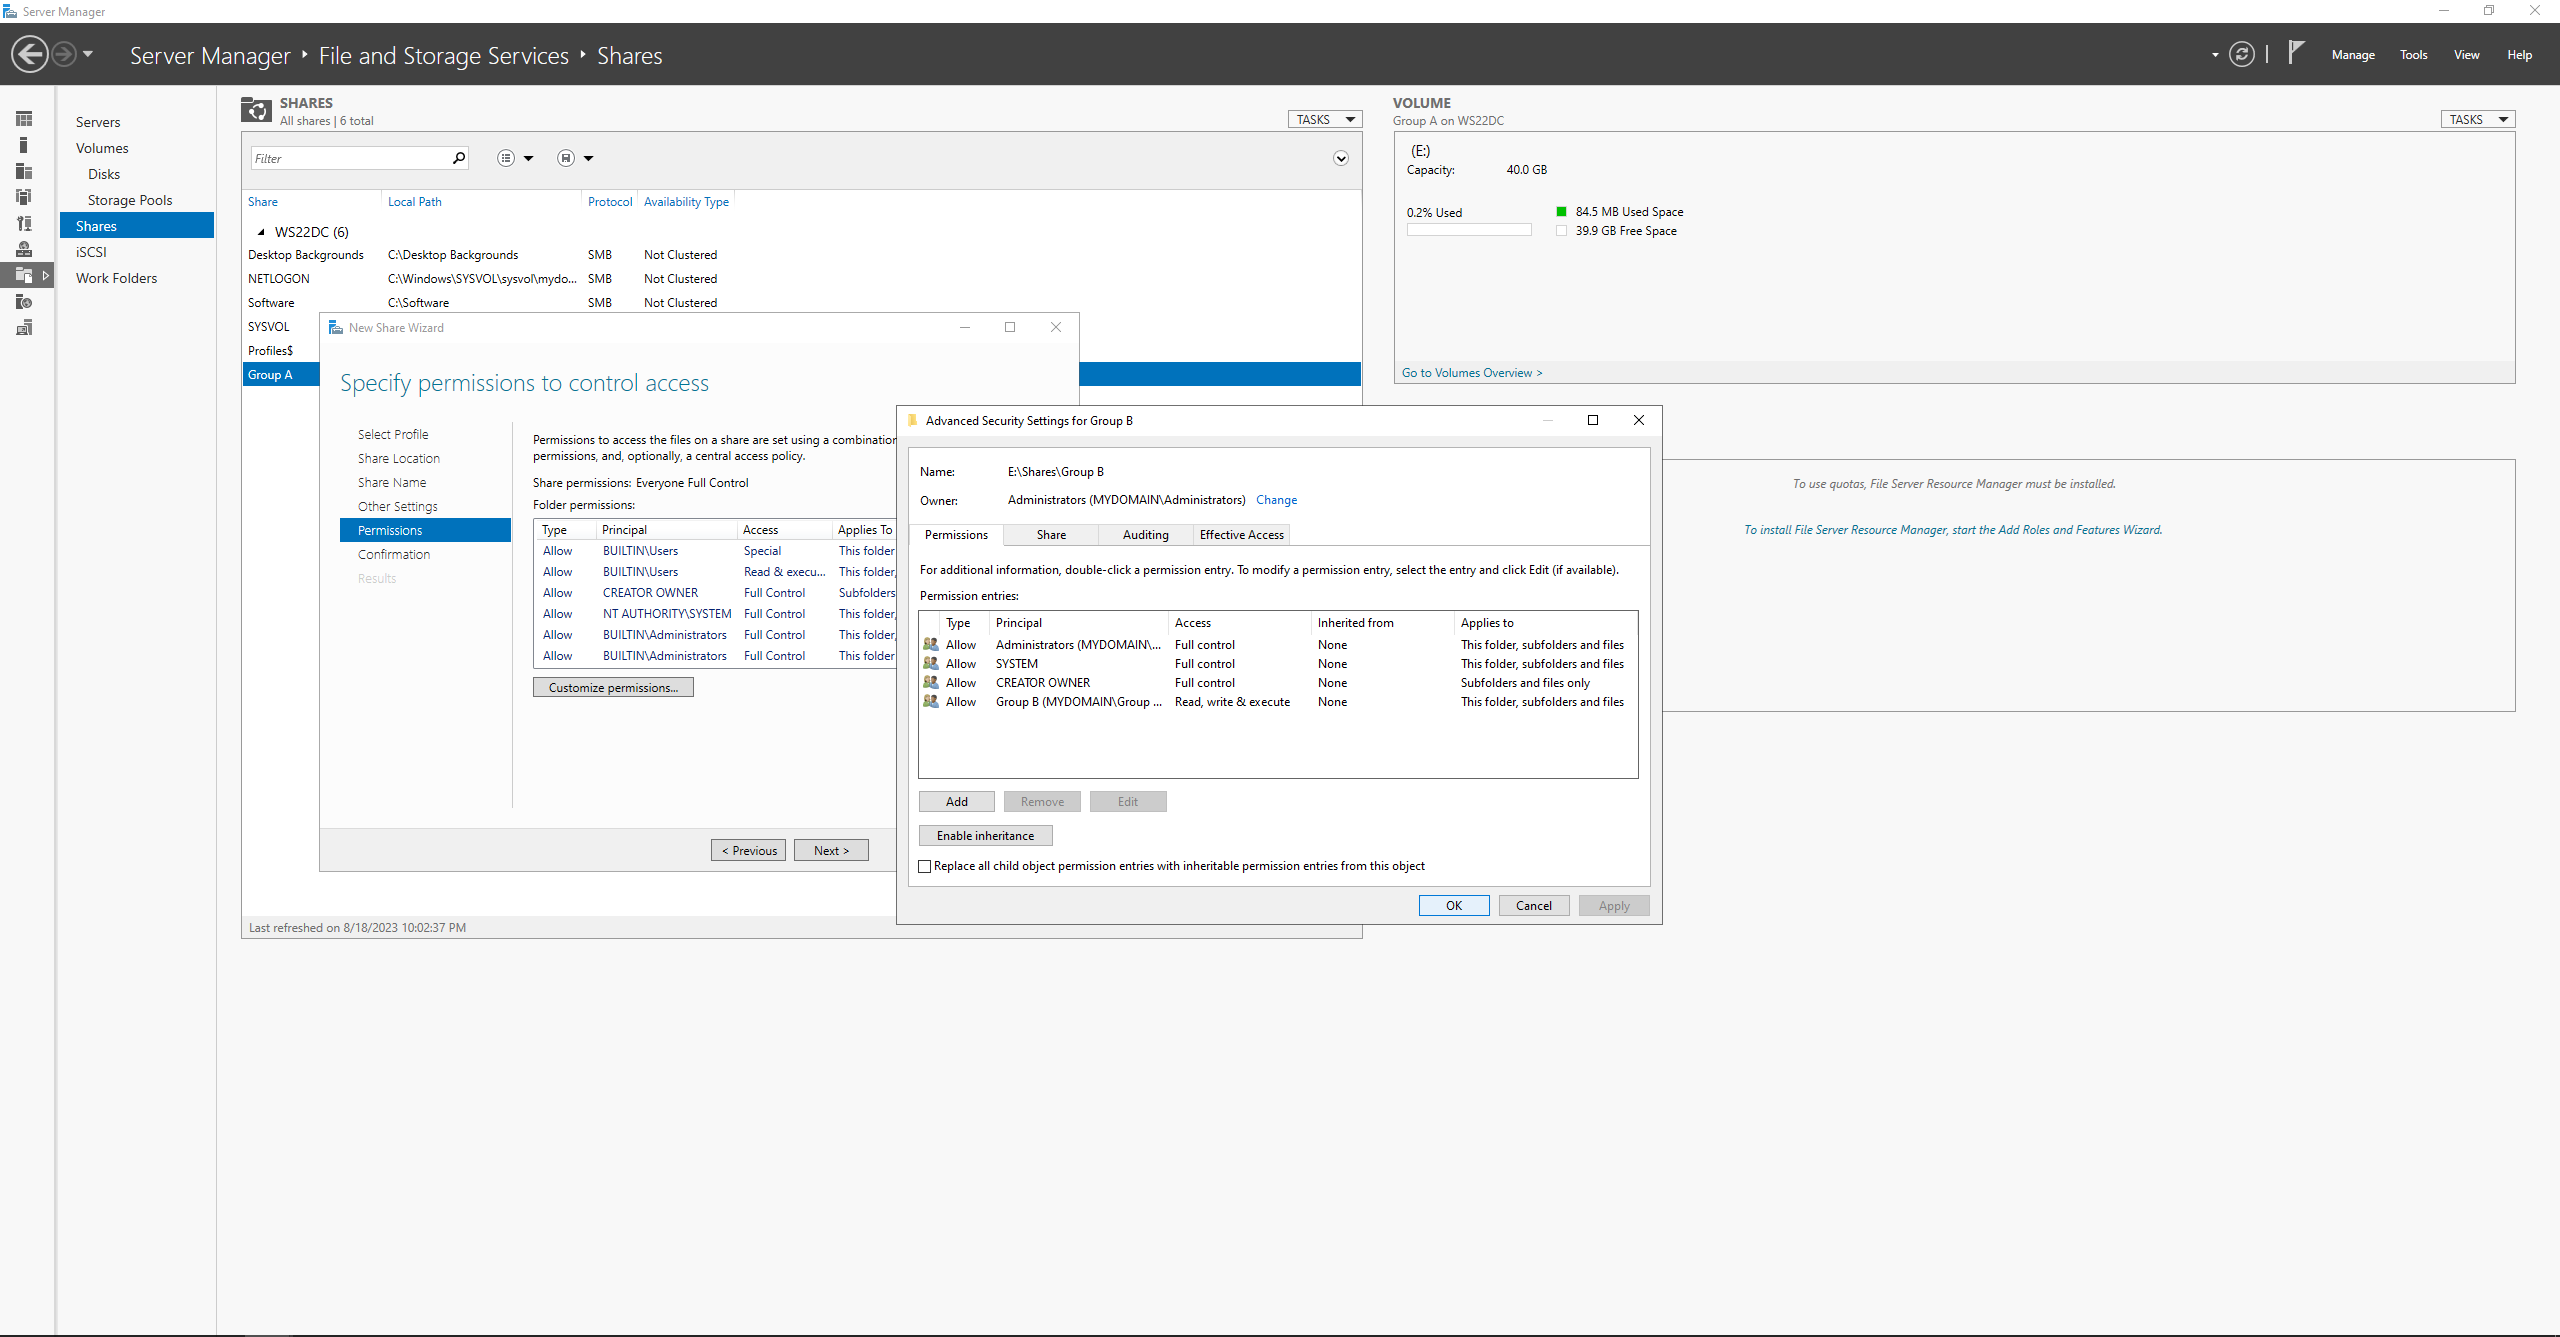 Server Manager
Server Manager ‣ File and Storage Services ‣ Shares
Manage Tools View Help
Servers
Volumes
Disks
Storage Pools
Shares
iSCSI
Work Folders
SHARES
All shares | 6 total
TASKS
Filter
Share Local Path Protocol Availability Type
WS22DC (6)
Desktop Backgrounds C:\Desktop Backgrounds SMB Not Clustered
NETLOGON C:\Windows\SYSVOL\sysvol\mydo... SMB Not Clustered
Software C:\Software SMB Not Clustered
SYSVOL
Profiles$
Group A
Last refreshed on 8/18/2023 10:02:37 PM
VOLUME
Group A on WS22DC
TASKS
(E:)
Capacity: 40.0 GB
0.2% Used
84.5 MB Used Space
39.9 GB Free Space
Go to Volumes Overview >
To use quotas, File Server Resource Manager must be installed.
To install File Server Resource Manager, start the Add Roles and Features Wizard.
New Share Wizard
Specify permissions to control access
Select Profile
Share Location
Share Name
Other Settings
Permissions
Confirmation
Results
Permissions to access the files on a share are set using a combination
permissions, and, optionally, a central access policy.
Share permissions: Everyone Full Control
Folder permissions:
Type Principal Access Applies To
Allow BUILTIN\Users Special This folder
Allow BUILTIN\Users Read & execu... This folder,
Allow CREATOR OWNER Full Control Subfolders
Allow NT AUTHORITY\SYSTEM Full Control This folder,
Allow BUILTIN\Administrators Full Control This folder,
Allow BUILTIN\Administrators Full Control This folder
Customize permissions...
< Previous Next >
Advanced Security Settings for Group B
Name: E:\Shares\Group B
Owner: Administrators (MYDOMAIN\Administrators) Change
Permissions Share Auditing Effective Access
For additional information, double-click a permission entry. To modify a permission entry, select the entry and click Edit (if available).
Permission entries:
Type Principal Access Inherited from Applies to
Allow Administrators (MYDOMAIN\... Full control None This folder, subfolders and files
Allow SYSTEM Full control None This folder, subfolders and files
Allow CREATOR OWNER Full control None Subfolders and files only
Allow Group B (MYDOMAIN\Group ... Read, write & execute None This folder, subfolders and files
Add Remove Edit
Enable inheritance
Replace all child object permission entries with inheritable permission entries from this object
OK Cancel Apply